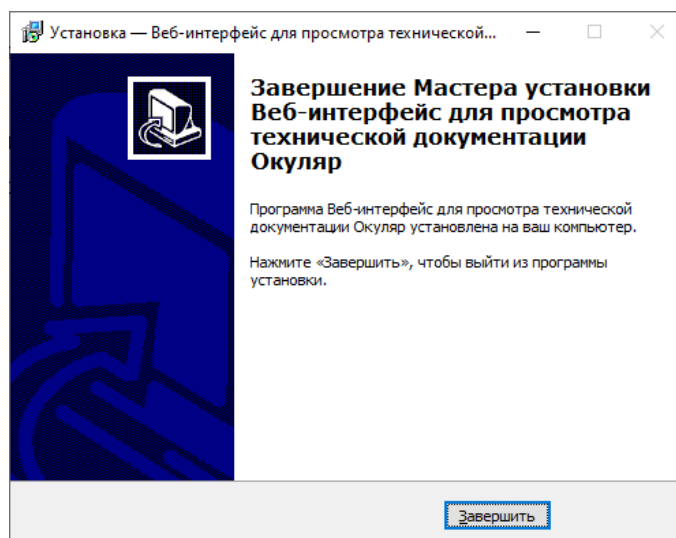 Установка — Веб-интерфейс для просмотра технической...
Завершение Мастера установки
Веб-интерфейс для просмотра
технической документации
Окуляр
Программа Веб-интерфейс для просмотра технической
документации Окуляр установлена на ваш компьютер.
Нажмите «Завершить», чтобы выйти из программы
установки.
Завершить